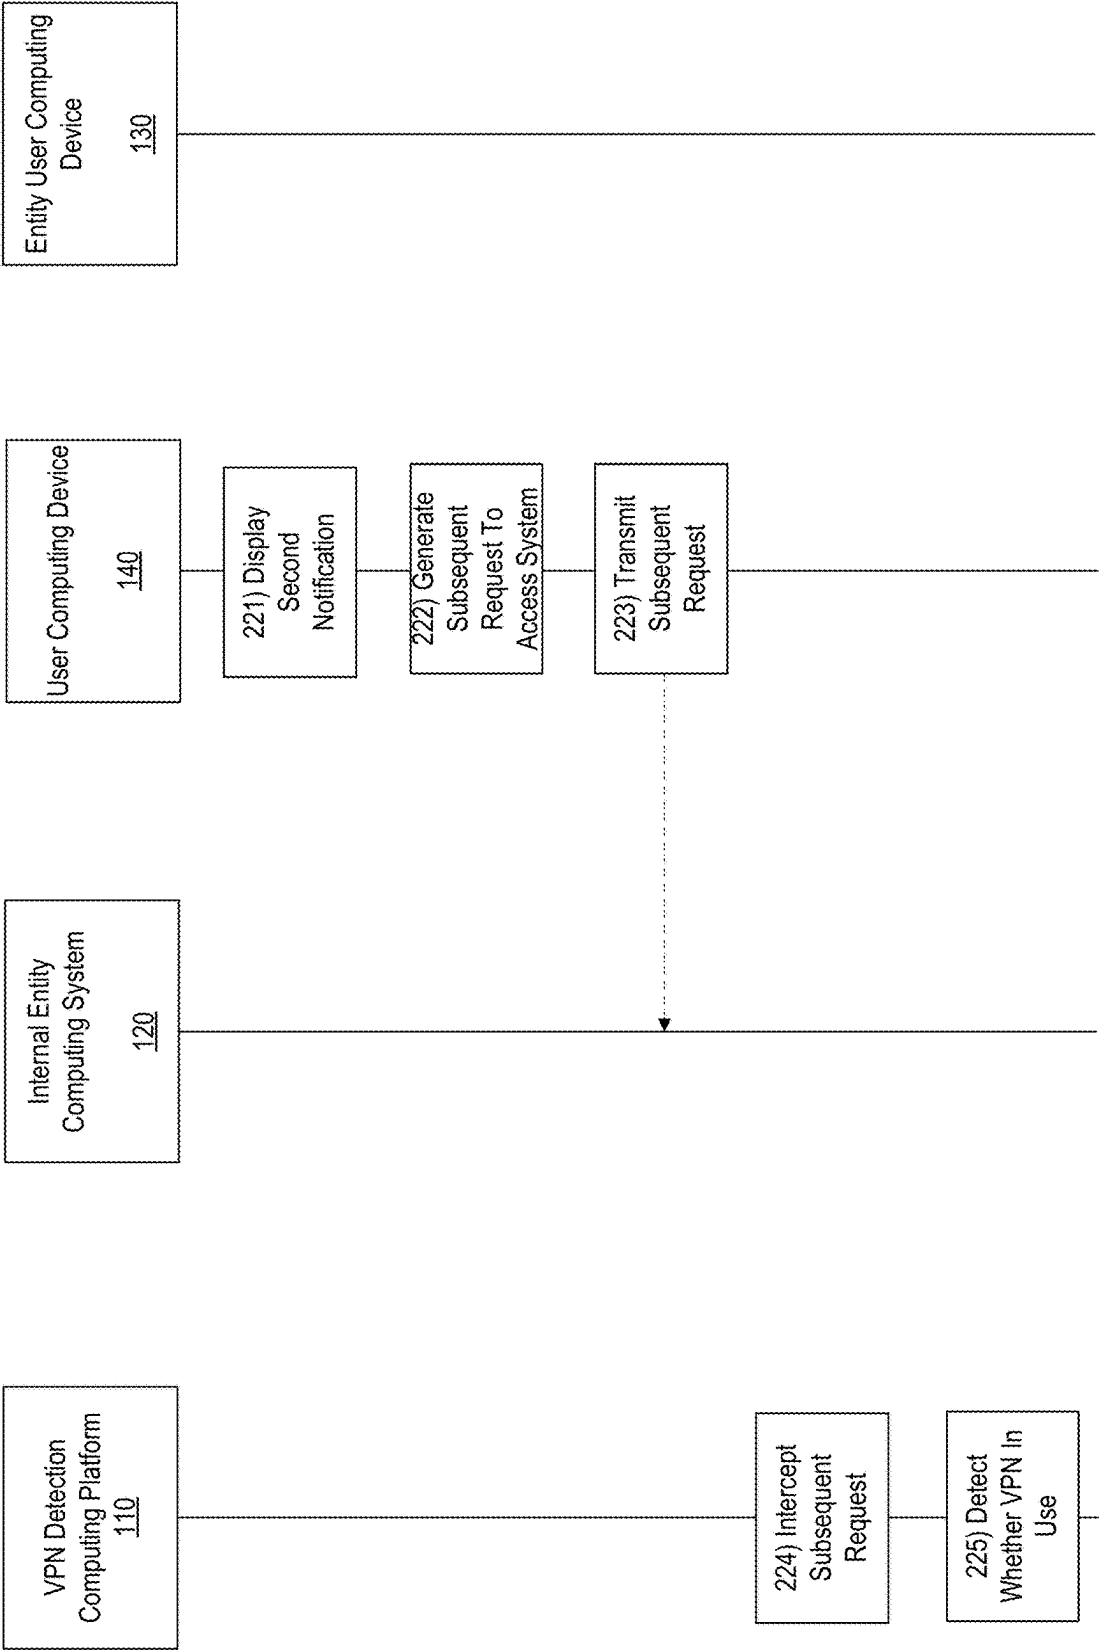 VPN Detection
Computing Platform
110
Internal Entity
Computing System
120
User Computing Device
140
Entity User Computing
Device
130
221) Display
Second
Notification
222) Generate
Subsequent
Request To
Access System
223) Transmit
Subsequent
Request
224) Intercept
Subsequent
Request
225) Detect
Whether VPN In
Use